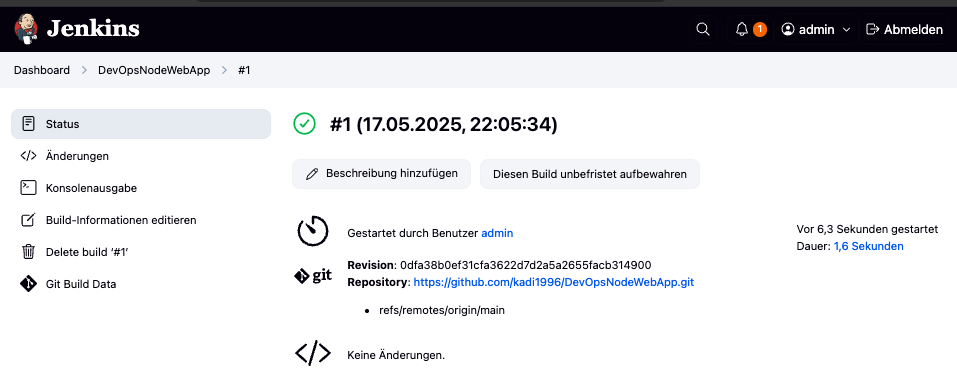 Jenkins
1
admin
Abmelden
Dashboard
DevOpsNodeWebApp
#1
Status
Änderungen
Konsolenausgabe
Build-Informationen editieren
Delete build ‘#1’
Git Build Data
#1 (17.05.2025, 22:05:34)
Beschreibung hinzufügen
Diesen Build unbefristet aufbewahren
Gestartet durch Benutzer admin
Vor 6,3 Sekunden gestartet
Dauer: 1,6 Sekunden
git
Revision: 0dfa38b0ef31cfa3622d7d2a5a2655facb314900
Repository: https://github.com/kadi1996/DevOpsNodeWebApp.git
refs/remotes/origin/main
Keine Änderungen.